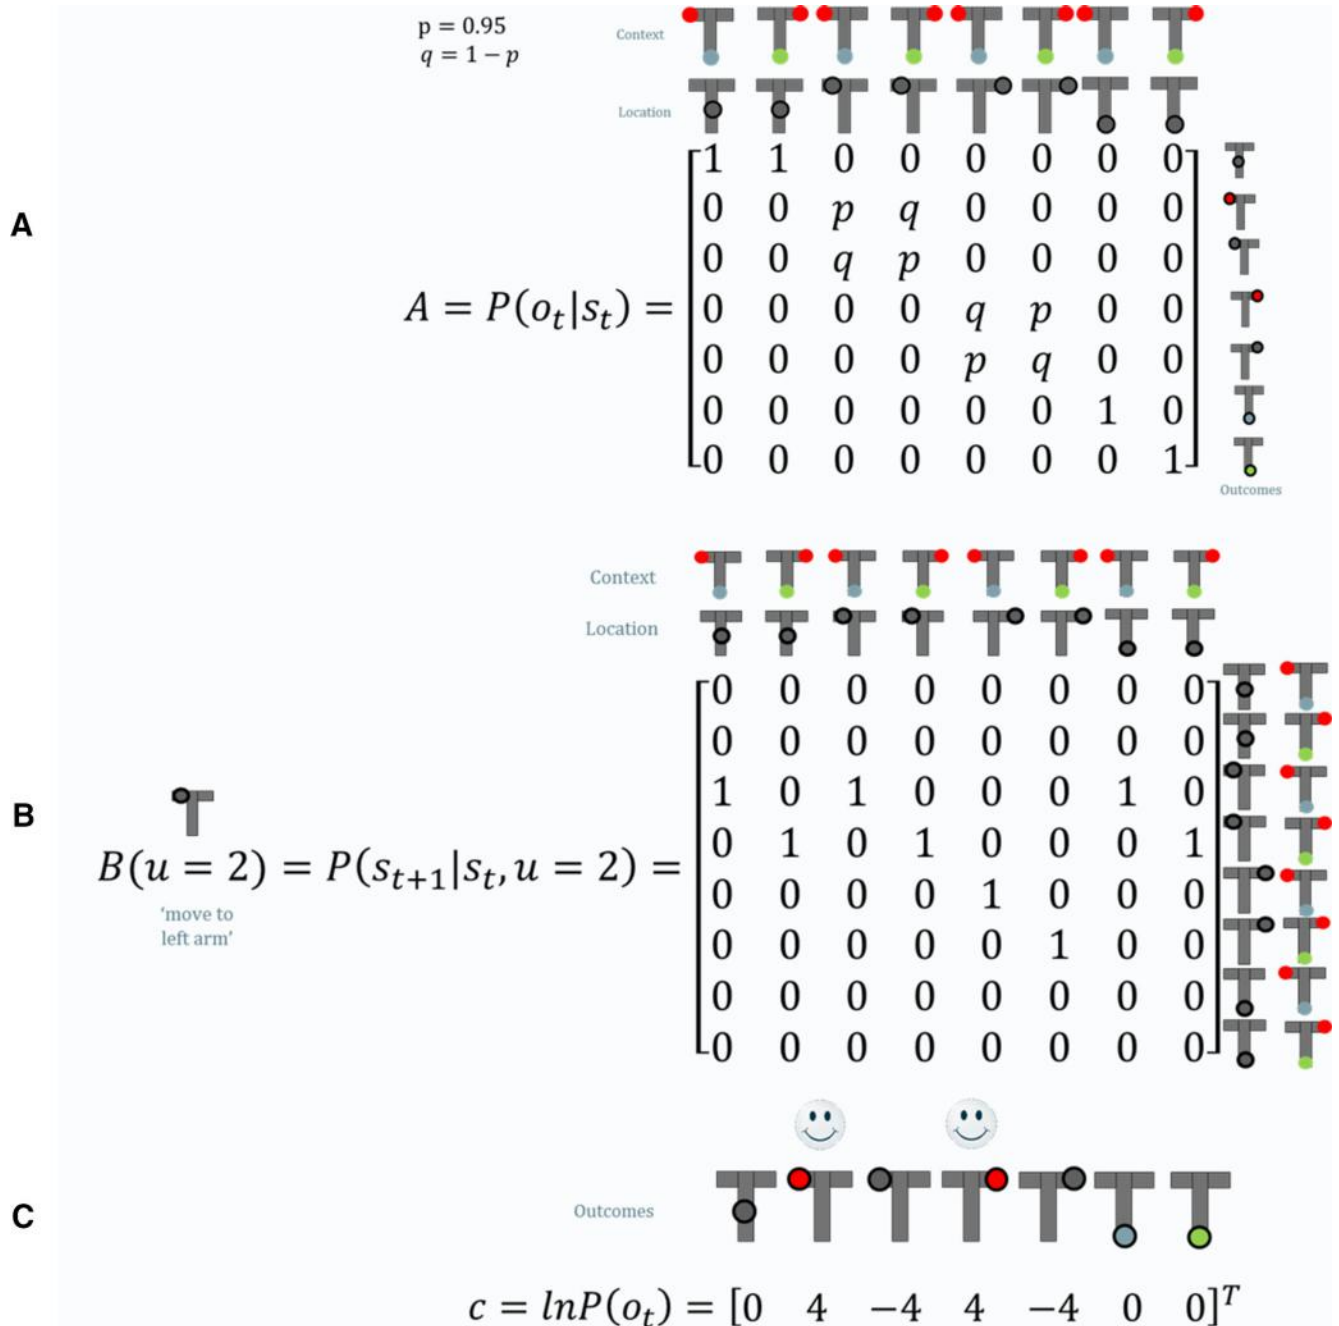 p = 0.95
q = 1 − p
Context
Location
A
A = P(o_t|s_t) =
1 1 0 0 0 0 0 0
0 0 p q 0 0 0 0
0 0 q p 0 0 0 0
0 0 0 0 q p 0 0
0 0 0 0 p q 0 0
0 0 0 0 0 0 1 0
0 0 0 0 0 0 0 1
Outcomes
Context
Location
B
B(u = 2) = P(s_{t+1}|s_t, u = 2) =
'move to
left arm'
0 0 0 0 0 0 0 0
0 0 0 0 0 0 0 0
1 0 1 0 0 0 1 0
0 1 0 1 0 0 0 1
0 0 0 0 1 0 0 0
0 0 0 0 0 1 0 0
0 0 0 0 0 0 0 0
0 0 0 0 0 0 0 0
C
Outcomes
c = lnP(o_t) = [0 4 −4 4 −4 0 0]^T